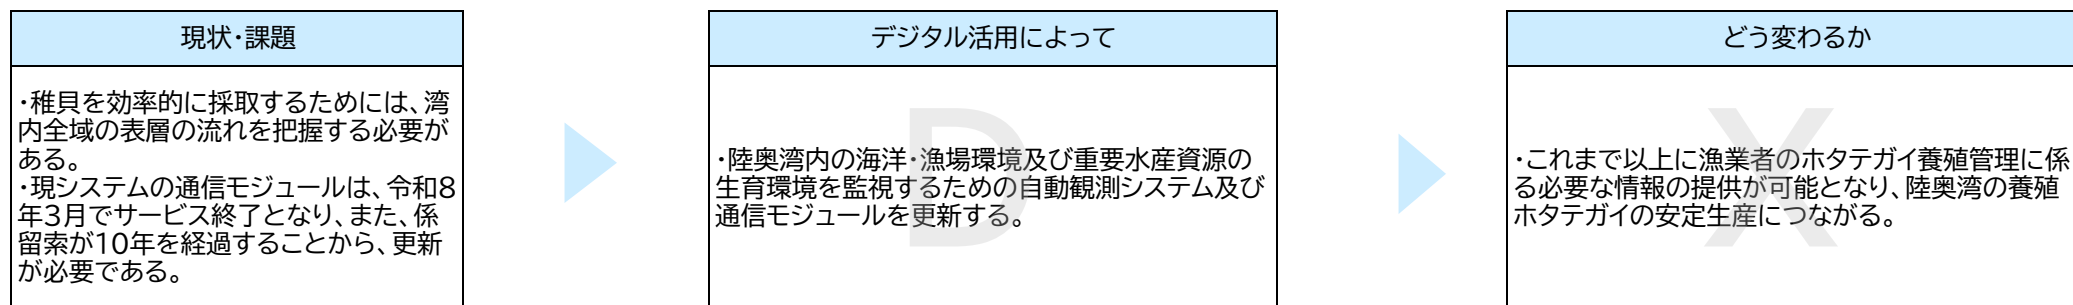 現状・課題
・稚貝を効率的に採取するためには、湾
内全域の表層の流れを把握する必要が
ある。
・現システムの通信モジュールは、令和8
年3月でサービス終了となり、また、係
留索が10年を経過することから、更新
が必要である。
デジタル活用によって
D
・陸奥湾内の海洋・漁場環境及び重要水産資源の
生育環境を監視するための自動観測システム及び
通信モジュールを更新する。
どう変わるか
X
・これまで以上に漁業者のホタテガイ養殖管理に係
る必要な情報の提供が可能となり、陸奥湾の養殖
ホタテガイの安定生産につながる。